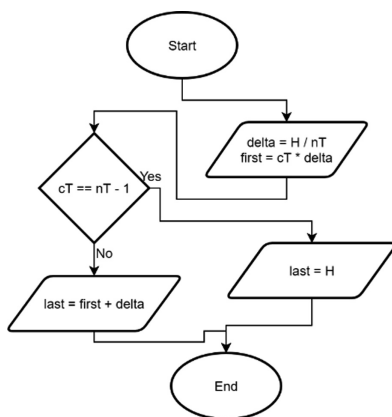 Start
delta = H / nT
first = cT * delta
cT == nT - 1
Yes
No
last = H
last = first + delta
End